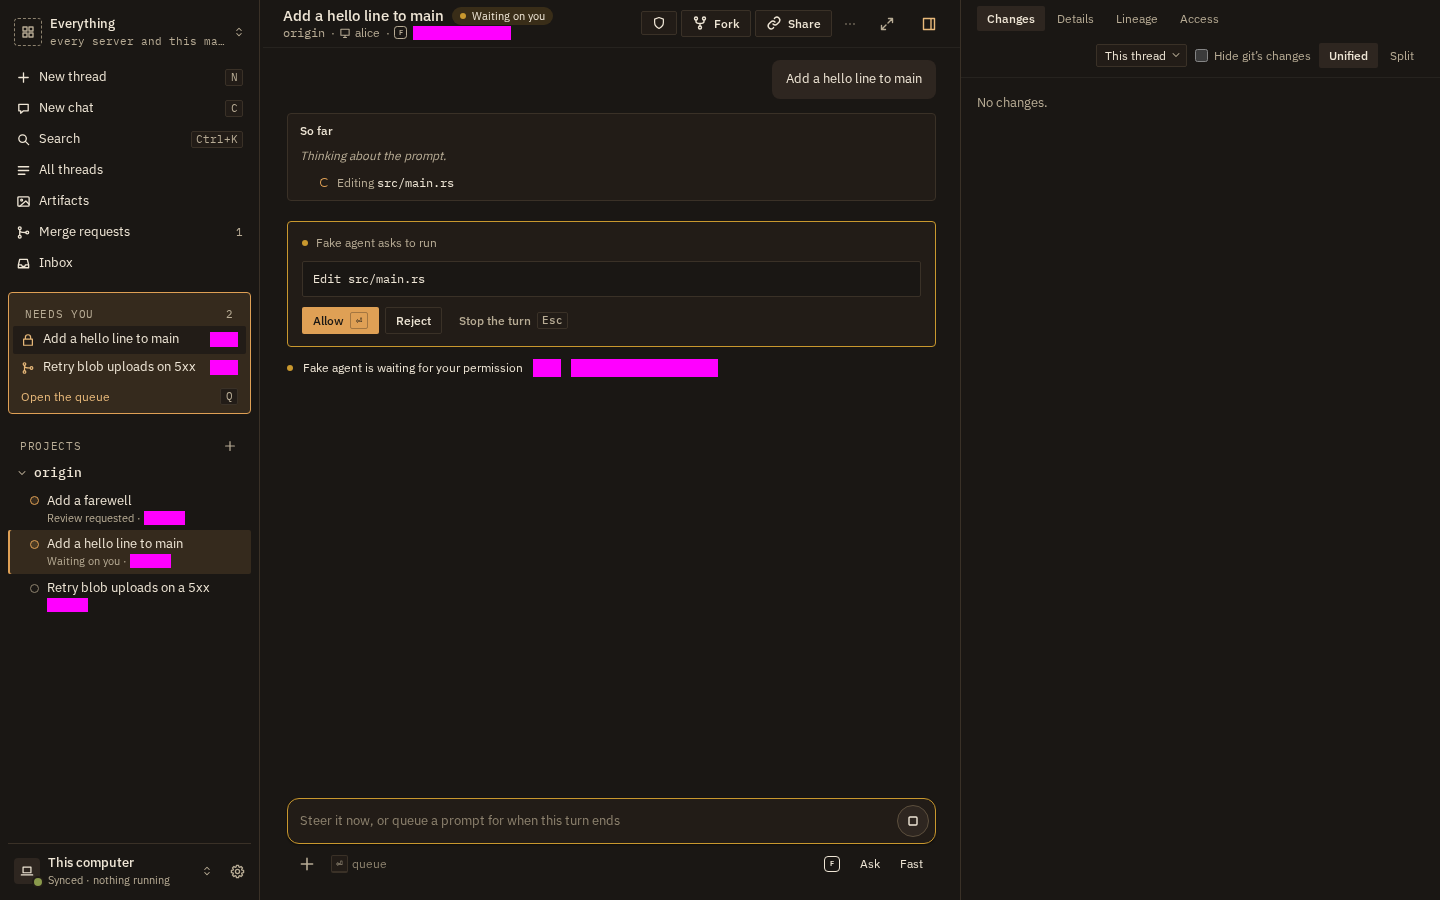 Everything
every server and this ma…
New thread N
New chat C
Search Ctrl+K
All threads
Artifacts
Merge requests 1
Inbox
NEEDS YOU 2
Add a hello line to main
Retry blob uploads on 5xx
Open the queue Q
PROJECTS
origin
Add a farewell
Review requested ·
Add a hello line to main
Waiting on you ·
Retry blob uploads on a 5xx
This computer
Synced · nothing running
Add a hello line to main Waiting on you
origin · alice · F
Fork Share ···
Add a hello line to main
So far
Thinking about the prompt.
Editing src/main.rs
Fake agent asks to run
Edit src/main.rs
Allow ⏎ Reject Stop the turn Esc
Fake agent is waiting for your permission
Steer it now, or queue a prompt for when this turn ends
⏎ queue F Ask Fast
Changes Details Lineage Access
This thread Hide git's changes Unified Split
No changes.